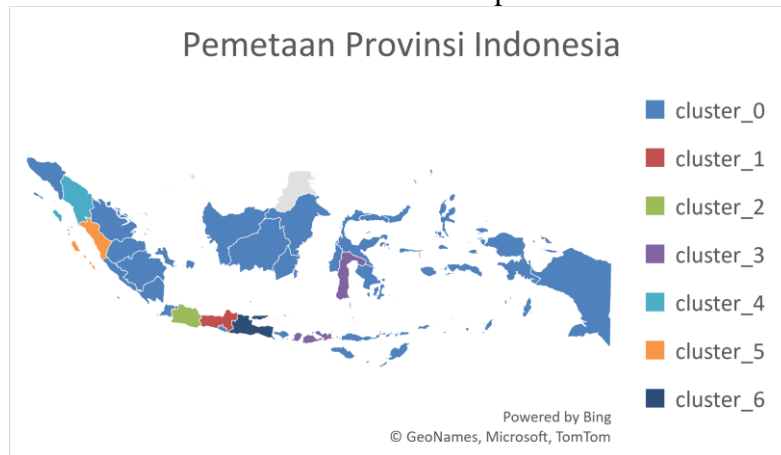 Pemetaan Provinsi Indonesia
cluster_0
cluster_1
cluster_2
cluster_3
cluster_4
cluster_5
cluster_6
Powered by Bing
© GeoNames, Microsoft, TomTom